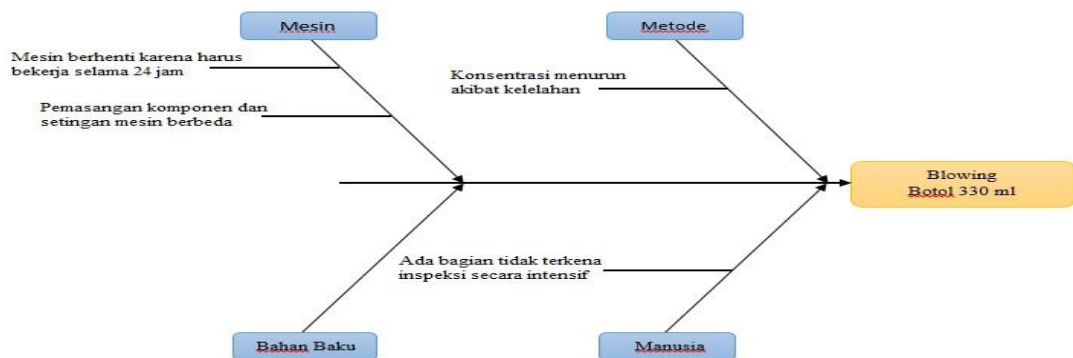 Mesin
Metode
Mesin berhenti karena harus
bekerja selama 24 jam
Konsentrasi menurun
akibat kelelahan
Pemasangan komponen dan
setingan mesin berbeda
Blowing
Botol 330 ml
Ada bagian tidak terkena
inspeksi secara intensif
Bahan Baku
Manusia